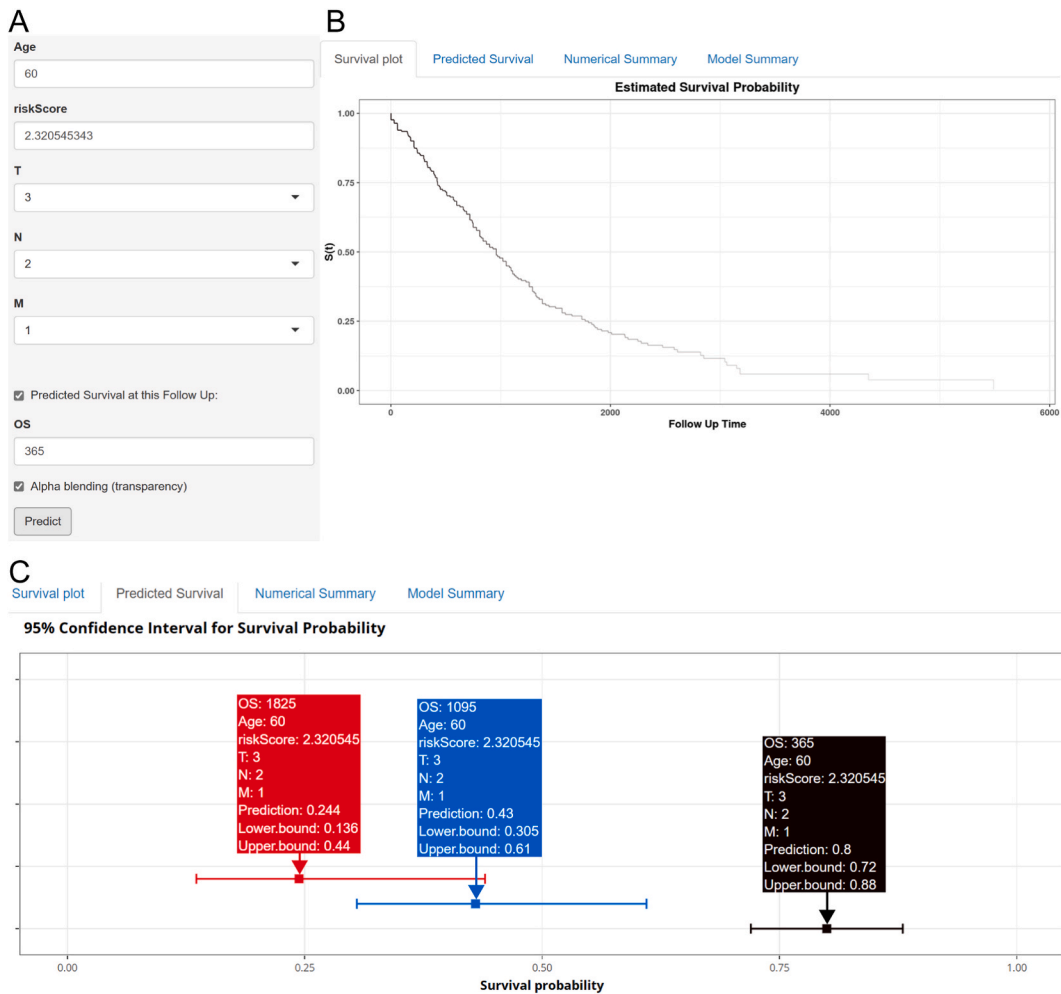 A
Age
60
riskScore
2.320545343
T
3
N
2
M
1
Predicted Survival at this Follow Up:
OS
365
Alpha blending (transparency)
Predict
B
Survival plot Predicted Survival Numerical Summary Model Summary
Estimated Survival Probability
1.00
0.75
0.50
0.25
0.00
S(t)
0 2000 4000 6000
Follow Up Time
C
Survival plot Predicted Survival Numerical Summary Model Summary
95% Confidence Interval for Survival Probability
OS: 1825
Age: 60
riskScore: 2.320545
T: 3
N: 2
M: 1
Prediction: 0.244
Lower.bound: 0.136
Upper.bound: 0.44
OS: 1095
Age: 60
riskScore: 2.320545
T: 3
N: 2
M: 1
Prediction: 0.43
Lower.bound: 0.305
Upper.bound: 0.61
OS: 365
Age: 60
riskScore: 2.320545
T: 3
N: 2
M: 1
Prediction: 0.8
Lower.bound: 0.72
Upper.bound: 0.88
0.00 0.25 0.50 0.75 1.00
Survival probability